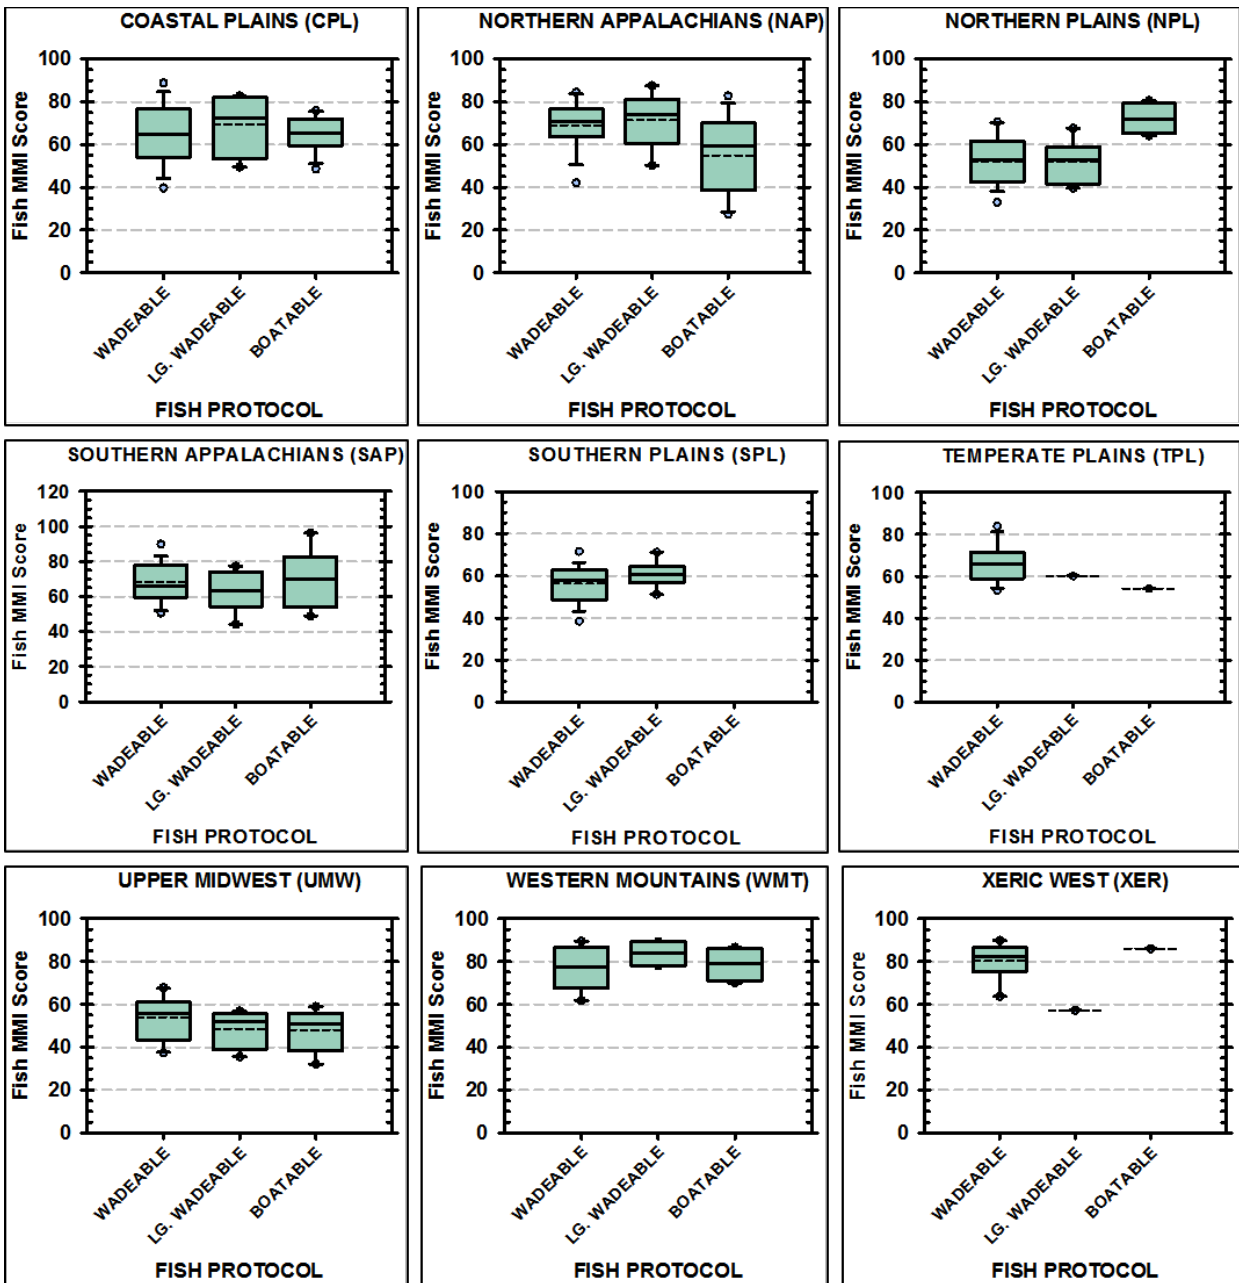 COASTAL PLAINS (CPL)
Fish MMI Score
100
80
60
40
20
0
WADEABLE
LG. WADEABLE
BOATABLE
FISH PROTOCOL
NORTHERN APPALACHIANS (NAP)
Fish MMI Score
100
80
60
40
20
0
WADEABLE
LG. WADEABLE
BOATABLE
FISH PROTOCOL
NORTHERN PLAINS (NPL)
Fish MMI Score
100
80
60
40
20
0
WADEABLE
LG. WADEABLE
BOATABLE
FISH PROTOCOL
SOUTHERN APPALACHIANS (SAP)
Fish MMI Score
120
100
80
60
40
20
0
WADEABLE
LG. WADEABLE
BOATABLE
FISH PROTOCOL
SOUTHERN PLAINS (SPL)
Fish MMI Score
100
80
60
40
20
0
WADEABLE
LG. WADEABLE
BOATABLE
FISH PROTOCOL
TEMPERATE PLAINS (TPL)
Fish MMI Score
100
80
60
40
20
0
WADEABLE
LG. WADEABLE
BOATABLE
FISH PROTOCOL
UPPER MIDWEST (UMW)
Fish MMI Score
100
80
60
40
20
0
WADEABLE
LG. WADEABLE
BOATABLE
FISH PROTOCOL
WESTERN MOUNTAINS (WMT)
Fish MMI Score
100
80
60
40
20
0
WADEABLE
LG. WADEABLE
BOATABLE
FISH PROTOCOL
XERIC WEST (XER)
Fish MMI Score
100
80
60
40
20
0
WADEABLE
LG. WADEABLE
BOATABLE
FISH PROTOCOL